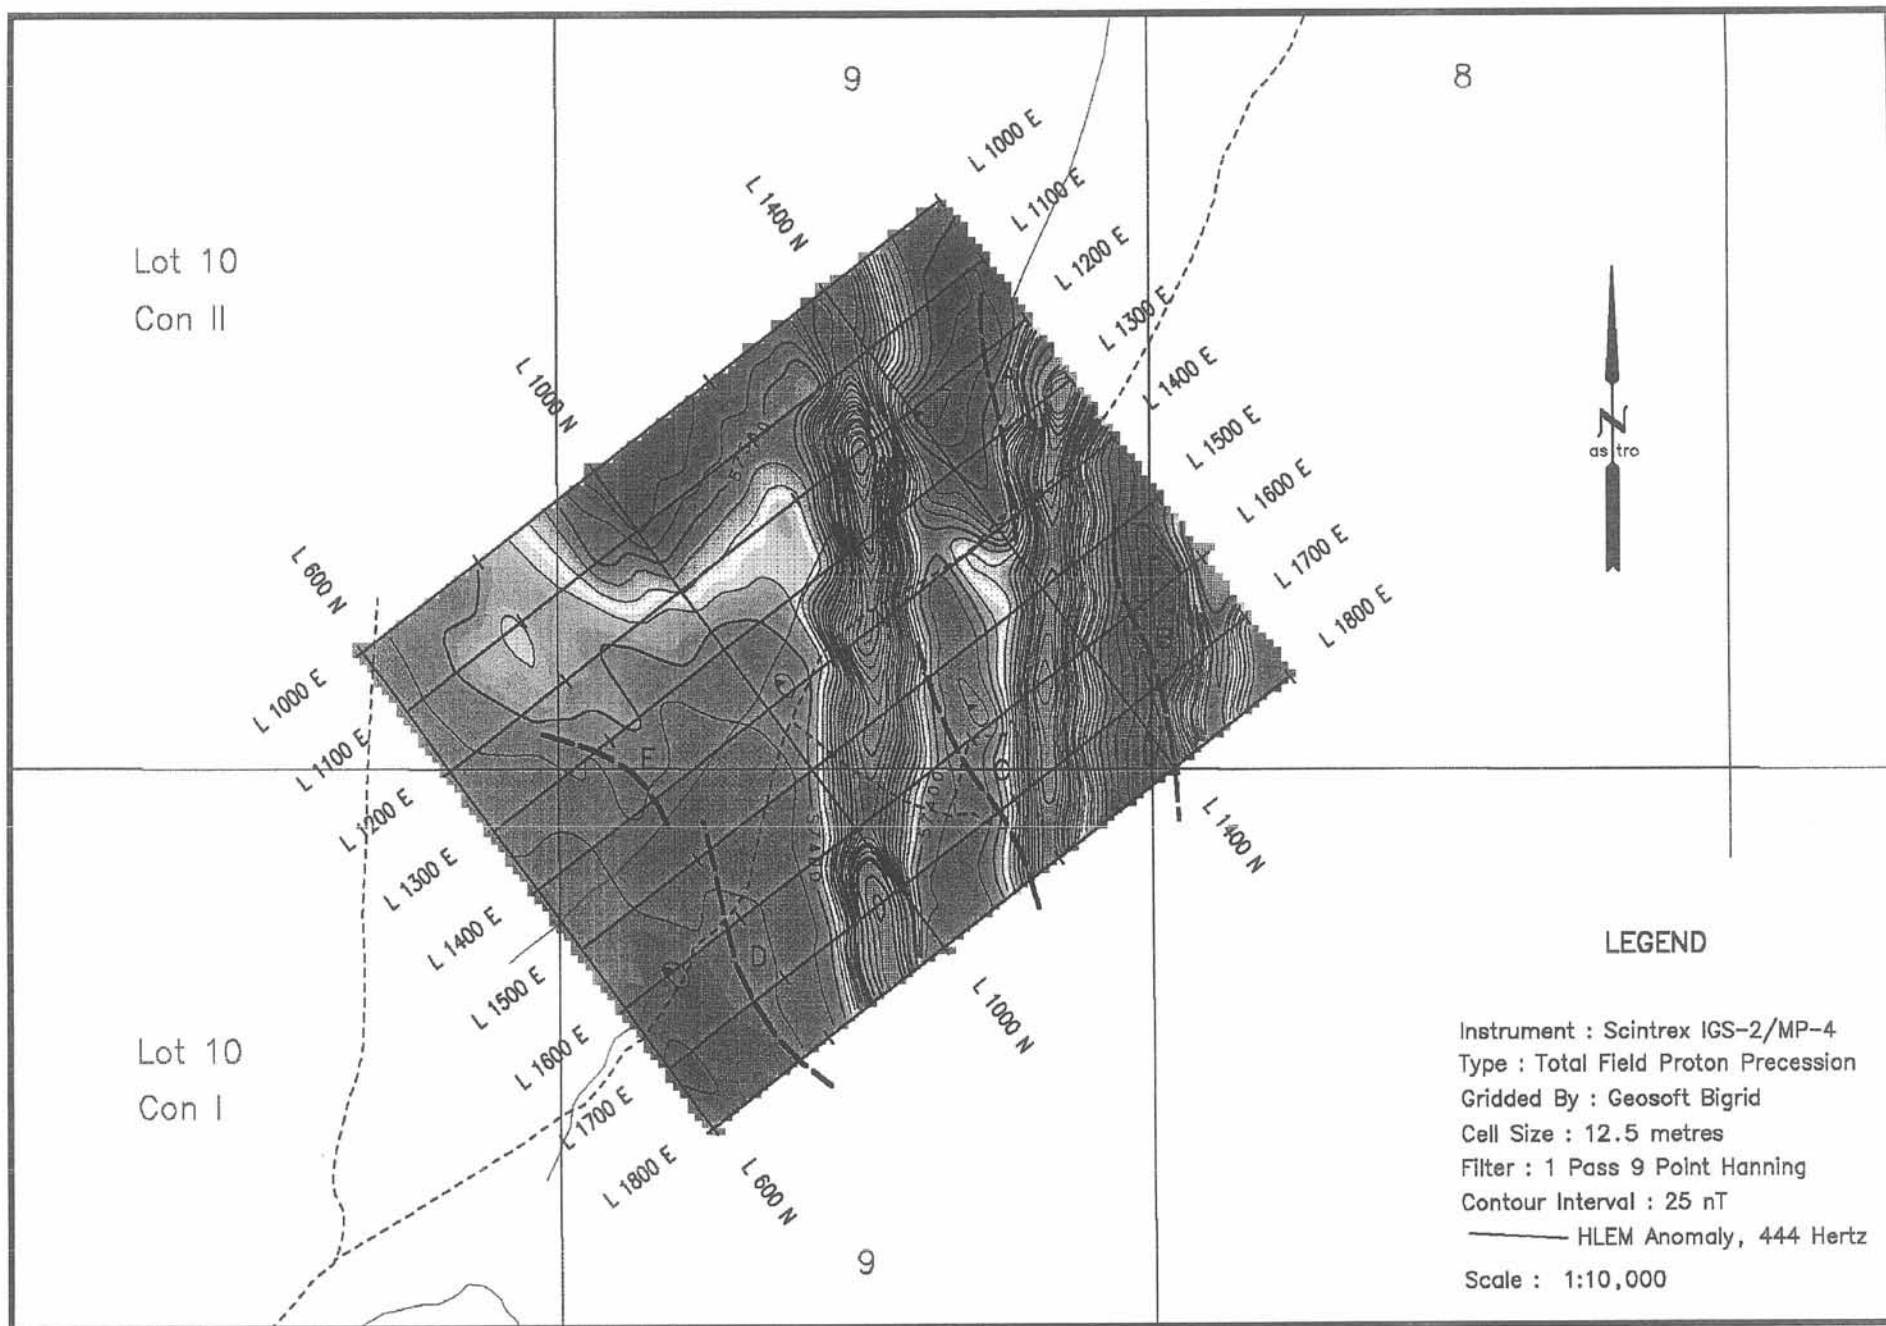 9
8
L 1000 E
L 1100 E
L 1200 E
L 1300 E
L 1400 E
L 1500 E
L 1600 E
L 1700 E
L 1800 E
L 1400 N
L 1000 N
L 600 N
Lot 10
Con II
N
astro
A
B
C
D
E
57400
L 1000 E
L 1100 E
L 1200 E
L 1300 E
L 1400 E
L 1500 E
L 1600 E
L 1700 E
L 1800 E
L 1400 N
L 1000 N
L 600 N
Lot 10
Con I
9
LEGEND
Instrument : Scintrex IGS-2/MP-4
Type : Total Field Proton Precession
Gridded By : Geosoft Bigrid
Cell Size : 12.5 metres
Filter : 1 Pass 9 Point Hanning
Contour Interval : 25 nT
HLEM Anomaly, 444 Hertz
Scale : 1:10,000